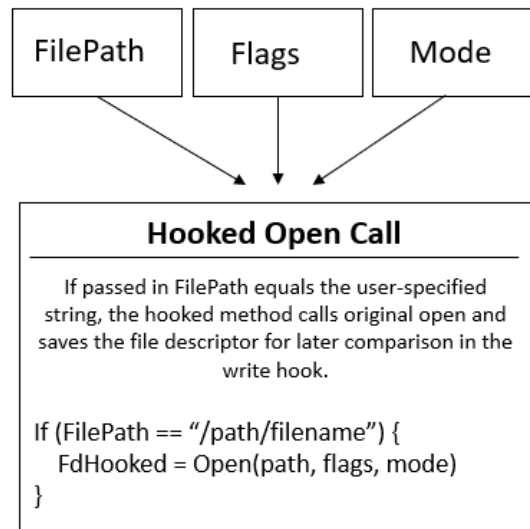 FilePath
Flags
Mode
Hooked Open Call
If passed in FilePath equals the user-specified
string, the hooked method calls original open and
saves the file descriptor for later comparison in the
write hook.
If (FilePath == “/path/filename”) {
FdHooked = Open(path, flags, mode)
}